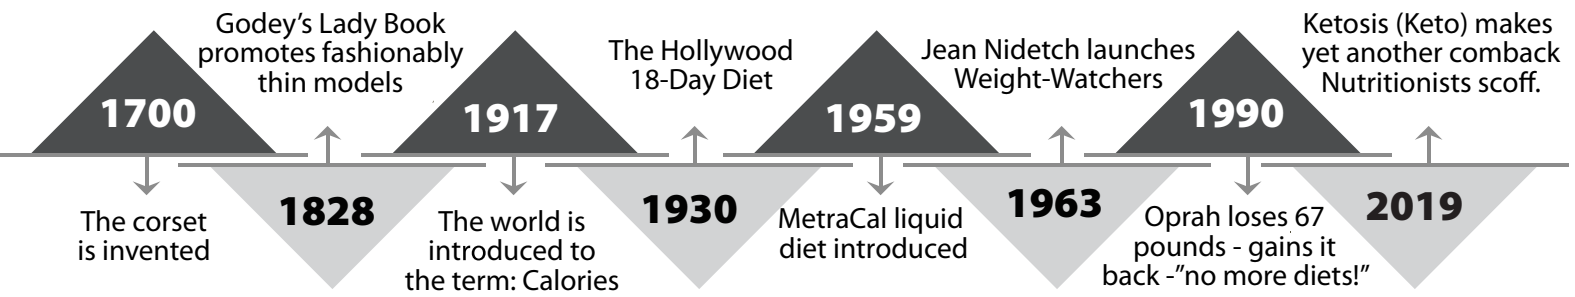 1700
The corset
is invented
Godey’s Lady Book
promotes fashionably
thin models
1828
1917
The world is
introduced to
the term: Calories
The Hollywood
18-Day Diet
1930
1959
MetraCal liquid
diet introduced
Jean Nidetch launches
Weight-Watchers
1963
1990
Oprah loses 67
pounds - gains it
back -”no more diets!”
Ketosis (Keto) makes
yet another comback
Nutritionists scoff.
2019